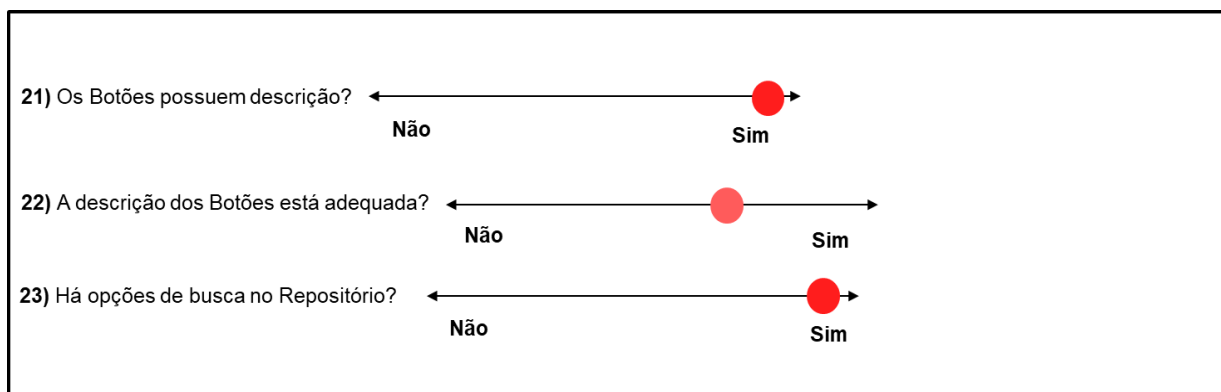 21) Os Botões possuem descrição?
Não Sim
22) A descrição dos Botões está adequada?
Não Sim
23) Há opções de busca no Repositório?
Não Sim